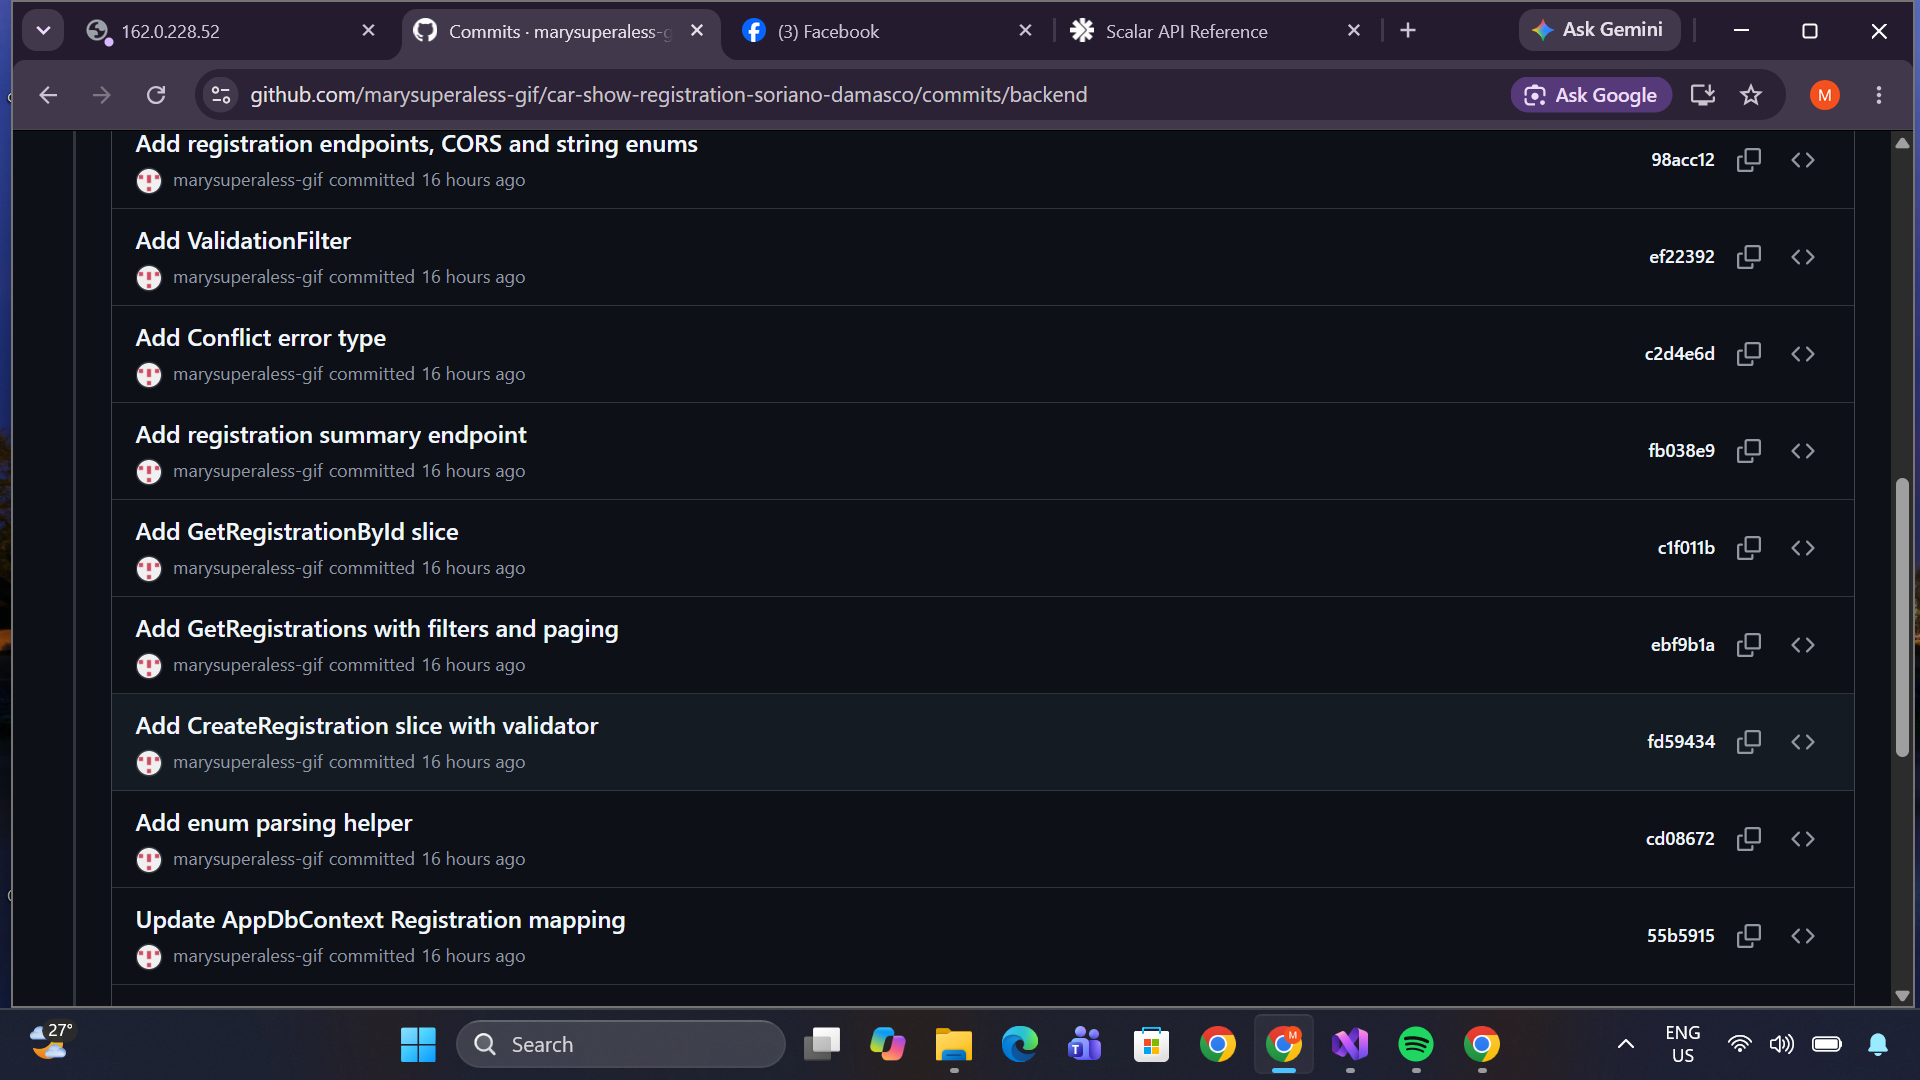 162.0.228.52
Commits · marysuperaless-g
(3) Facebook
Scalar API Reference
Ask Gemini
github.com/marysuperaless-gif/car-show-registration-soriano-damasco/commits/backend
Ask Google
M
Add registration endpoints, CORS and string enums
marysuperaless-gif committed 16 hours ago
98acc12
Add ValidationFilter
marysuperaless-gif committed 16 hours ago
ef22392
Add Conflict error type
marysuperaless-gif committed 16 hours ago
c2d4e6d
Add registration summary endpoint
marysuperaless-gif committed 16 hours ago
fb038e9
Add GetRegistrationById slice
marysuperaless-gif committed 16 hours ago
c1f011b
Add GetRegistrations with filters and paging
marysuperaless-gif committed 16 hours ago
ebf9b1a
Add CreateRegistration slice with validator
marysuperaless-gif committed 16 hours ago
fd59434
Add enum parsing helper
marysuperaless-gif committed 16 hours ago
cd08672
Update AppDbContext Registration mapping
marysuperaless-gif committed 16 hours ago
55b5915
27°
Search
ENG
US